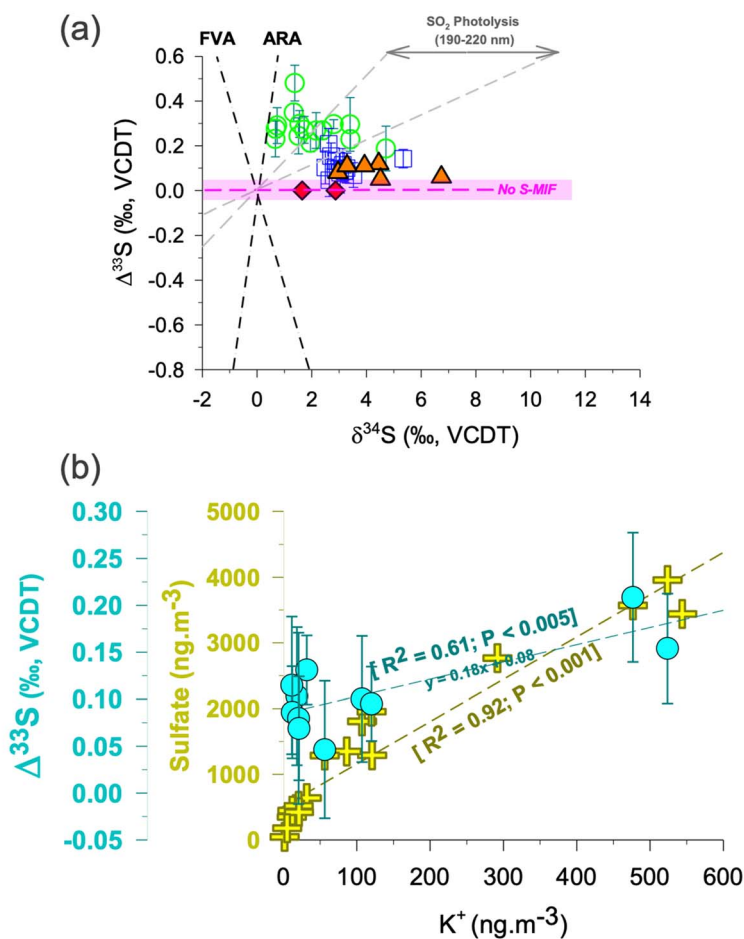 (a)
SO₂ Photolysis
(190-220 nm)
FVA
ARA
0.6
0.4
0.2
0.0
-0.2
-0.4
-0.6
-0.8
Δ³³S (‰, VCDT)
No S-MIF
-2 0 2 4 6 8 10 12 14
δ³⁴S (‰, VCDT)
(b)
0.30
0.25
0.20
0.15
0.10
0.05
0.00
-0.05
Δ³³S (‰, VCDT)
5000
4000
3000
2000
1000
0
Sulfate (ng.m⁻³)
[ R² = 0.61; P < 0.005]
y = 0.18x + 0.08
[ R² = 0.92; P < 0.001]
0 100 200 300 400 500 600
K⁺ (ng.m⁻³)